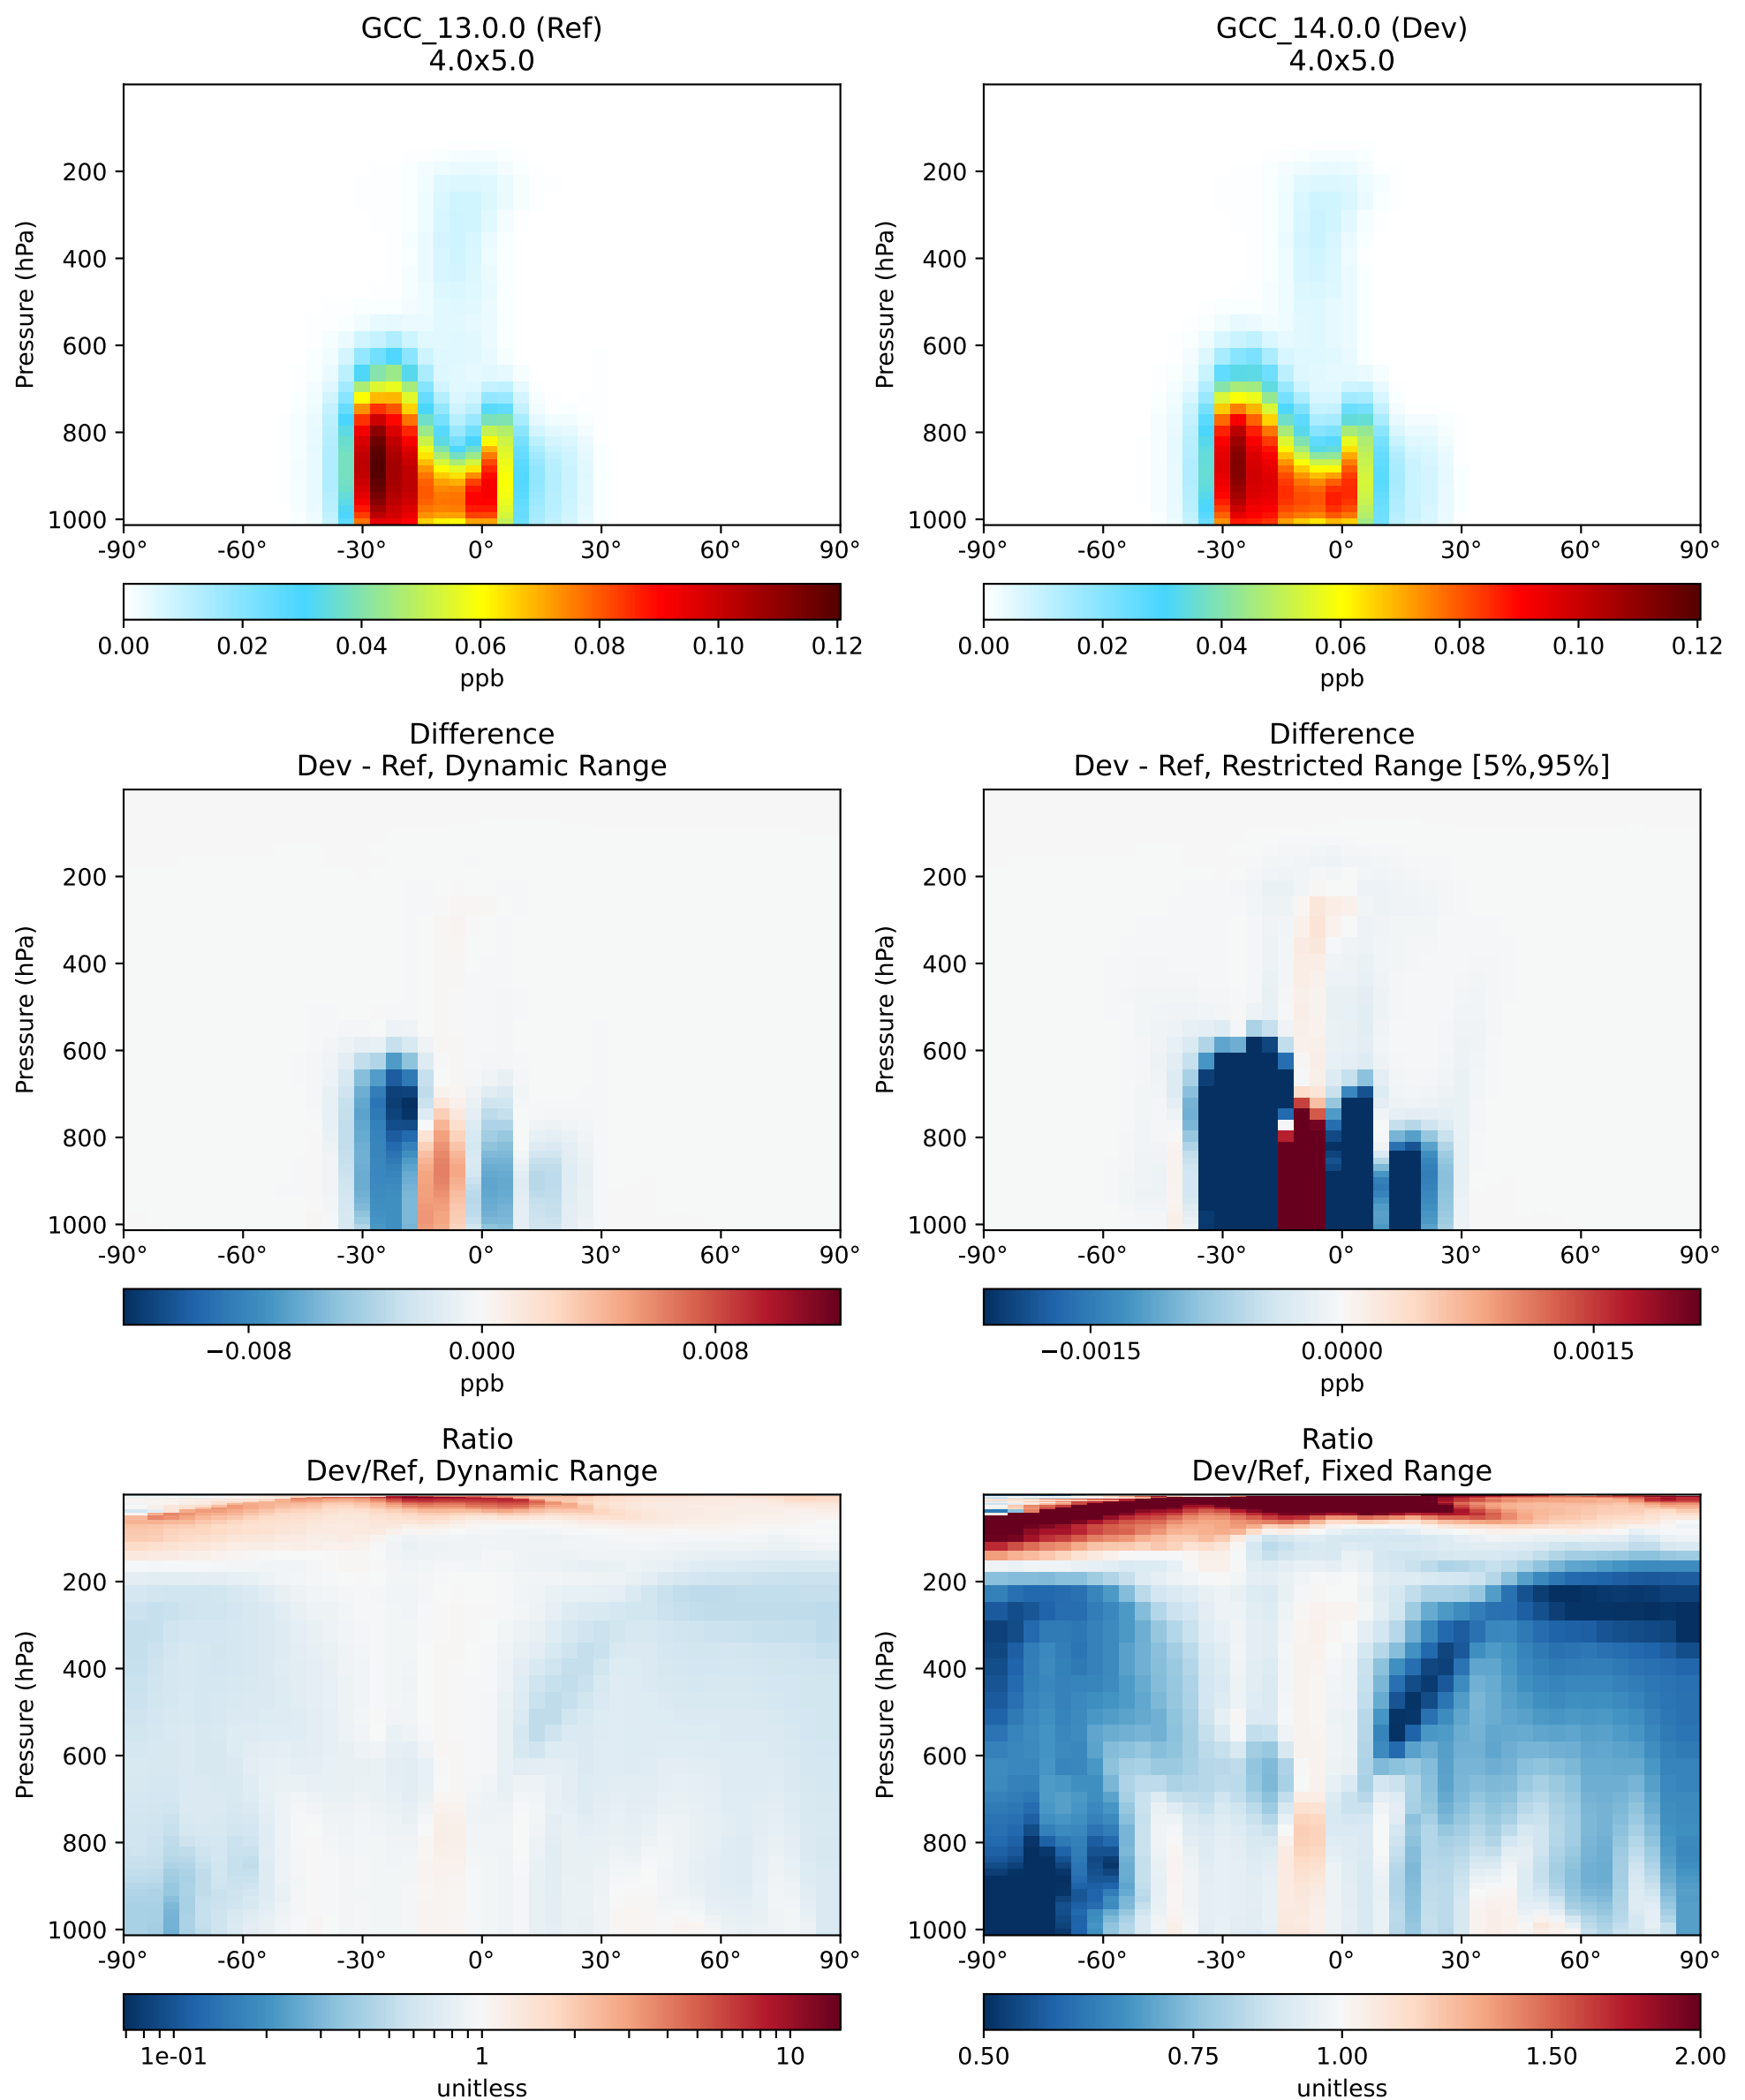 GCC_13.0.0 (Ref)
4.0x5.0
Pressure (hPa)
200
400
600
800
1000
-90° -60° -30° 0° 30° 60° 90°
0.00 0.02 0.04 0.06 0.08 0.10 0.12
ppb
GCC_14.0.0 (Dev)
4.0x5.0
Pressure (hPa)
200
400
600
800
1000
-90° -60° -30° 0° 30° 60° 90°
0.00 0.02 0.04 0.06 0.08 0.10 0.12
ppb
Difference
Dev - Ref, Dynamic Range
Pressure (hPa)
200
400
600
800
1000
-90° -60° -30° 0° 30° 60° 90°
−0.008 0.000 0.008
ppb
Difference
Dev - Ref, Restricted Range [5%,95%]
Pressure (hPa)
200
400
600
800
1000
-90° -60° -30° 0° 30° 60° 90°
−0.0015 0.0000 0.0015
ppb
Ratio
Dev/Ref, Dynamic Range
Pressure (hPa)
200
400
600
800
1000
-90° -60° -30° 0° 30° 60° 90°
1e-01 1 10
unitless
Ratio
Dev/Ref, Fixed Range
Pressure (hPa)
200
400
600
800
1000
-90° -60° -30° 0° 30° 60° 90°
0.50 0.75 1.00 1.50 2.00
unitless